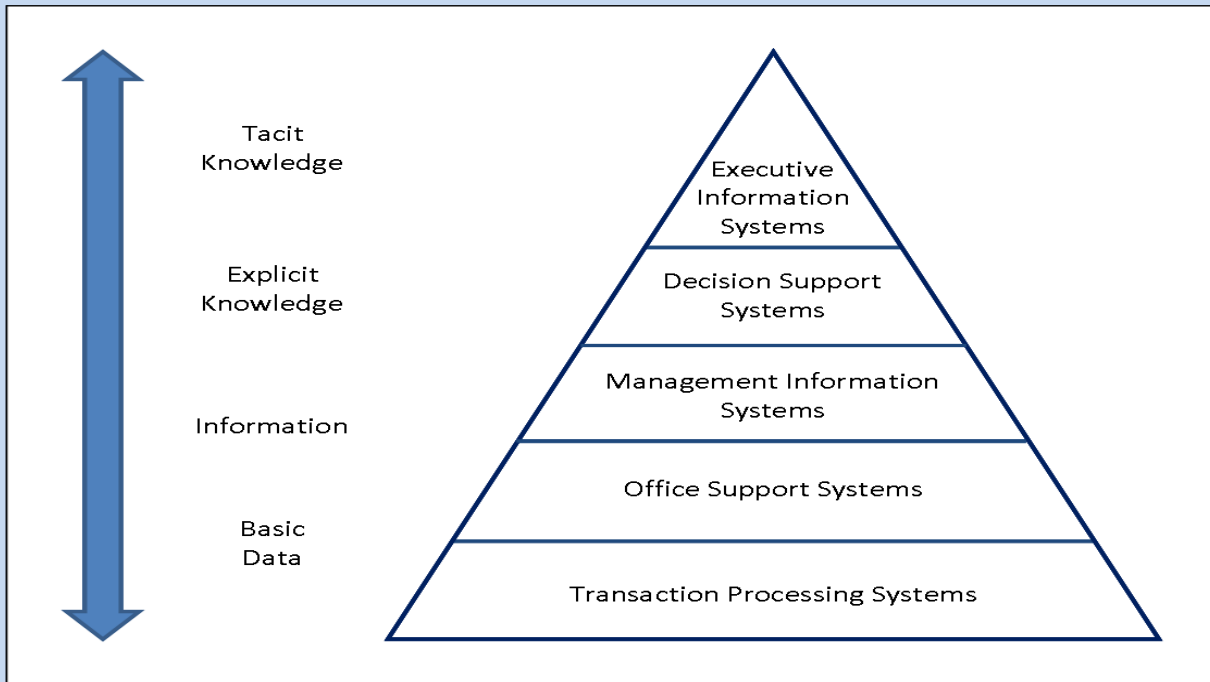 Tacit
Knowledge
Explicit
Knowledge
Information
Basic
Data
Executive
Information
Systems
Decision Support
Systems
Management Information
Systems
Office Support Systems
Transaction Processing Systems